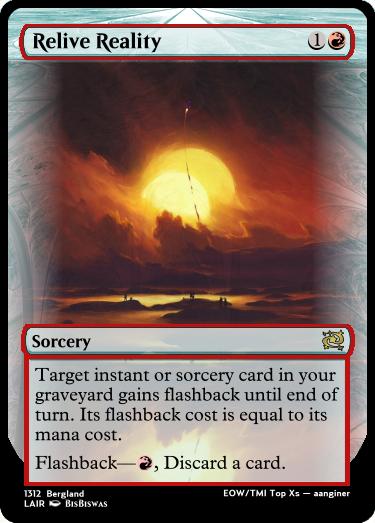 Relive Reality 1
Sorcery
Target instant or sorcery card in your
graveyard gains flashback until end of
turn. Its flashback cost is equal to its
mana cost.
Flashback—, Discard a card.
1312 Bergland
EOW/TMI Top Xs — aanginer
LAIR BisBiswas